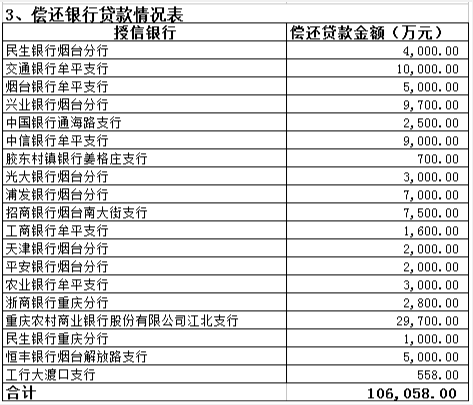 3、偿还银行贷款情况表
授信银行 偿还贷款金额（万元）
民生银行烟台分行 4,000.00
交通银行牟平支行 10,000.00
烟台银行牟平支行 5,000.00
兴业银行烟台分行 9,700.00
中国银行通海路支行 2,500.00
中信银行牟平支行 9,000.00
胶东村镇银行姜格庄支行 700.00
光大银行烟台分行 3,000.00
浦发银行烟台分行 7,000.00
招商银行烟台南大街支行 7,500.00
工商银行牟平支行 1,600.00
天津银行烟台分行 2,000.00
平安银行烟台分行 2,000.00
农业银行牟平支行 3,000.00
浙商银行重庆分行 2,800.00
重庆农村商业银行股份有限公司江北支行 29,700.00
民生银行重庆分行 1,000.00
恒丰银行烟台解放路支行 5,000.00
工行大渡口支行 558.00
合计 106,058.00